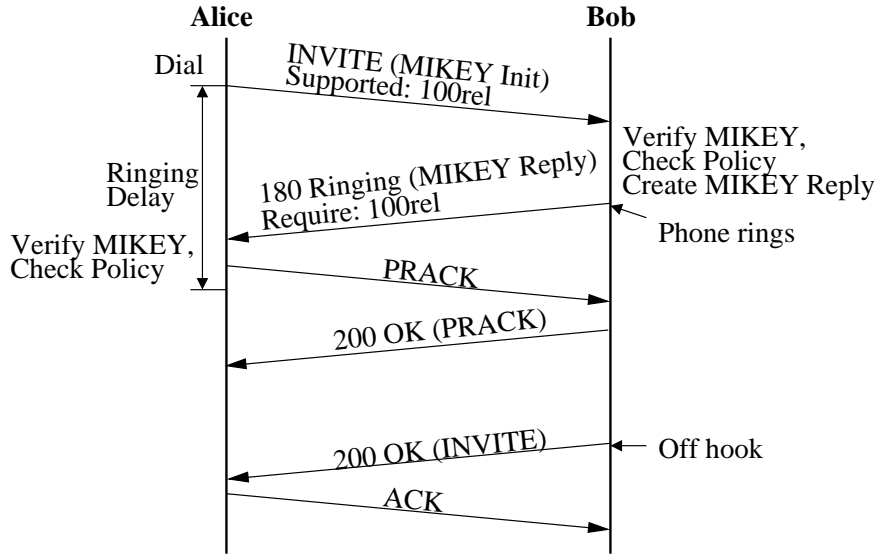 Alice
Bob
Dial
INVITE (MIKEY Init)
Supported: 100rel
Verify MIKEY,
Check Policy
Create MIKEY Reply
Ringing
Delay
180 Ringing (MIKEY Reply)
Require: 100rel
Phone rings
Verify MIKEY,
Check Policy
PRACK
200 OK (PRACK)
200 OK (INVITE)
Off hook
ACK